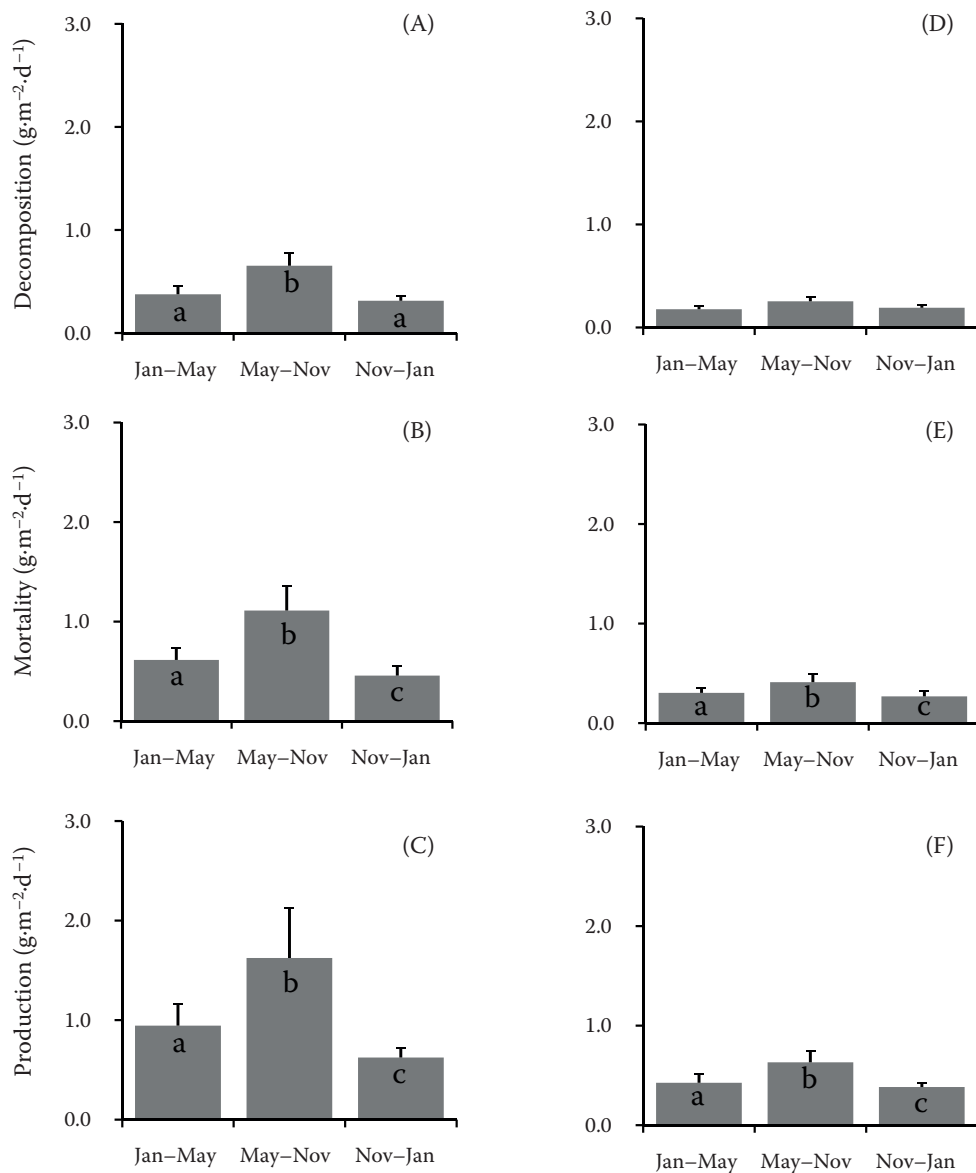 (A)
Decomposition (g·m⁻²·d⁻¹)
3.0
2.0
1.0
0.0
a
b
a
Jan–May May–Nov Nov–Jan
(D)
3.0
2.0
1.0
0.0
Jan–May May–Nov Nov–Jan
(B)
Mortality (g·m⁻²·d⁻¹)
3.0
2.0
1.0
0.0
a
b
c
Jan–May May–Nov Nov–Jan
(E)
3.0
2.0
1.0
0.0
a
b
c
Jan–May May–Nov Nov–Jan
(C)
Production (g·m⁻²·d⁻¹)
3.0
2.0
1.0
0.0
a
b
c
Jan–May May–Nov Nov–Jan
(F)
3.0
2.0
1.0
0.0
a
b
c
Jan–May May–Nov Nov–Jan